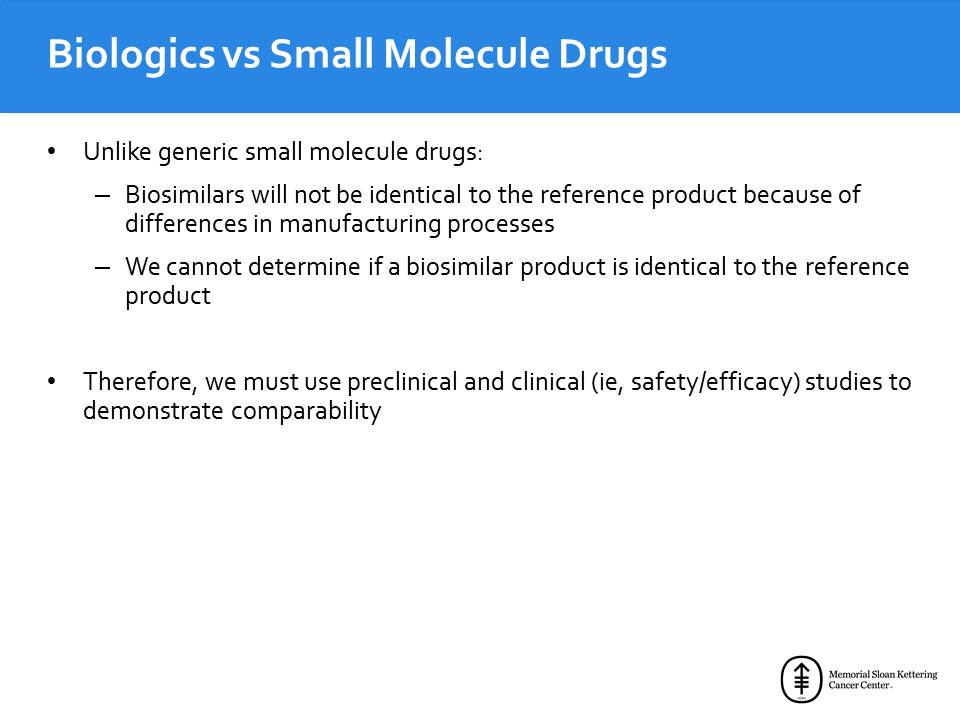 Biologics vs Small Molecule Drugs
• Unlike generic small molecule drugs:
– Biosimilars will not be identical to the reference product because of
differences in manufacturing processes
– We cannot determine if a biosimilar product is identical to the reference
product
• Therefore, we must use preclinical and clinical (ie, safety/efficacy) studies to
demonstrate comparability
Memorial Sloan Kettering
Cancer Center